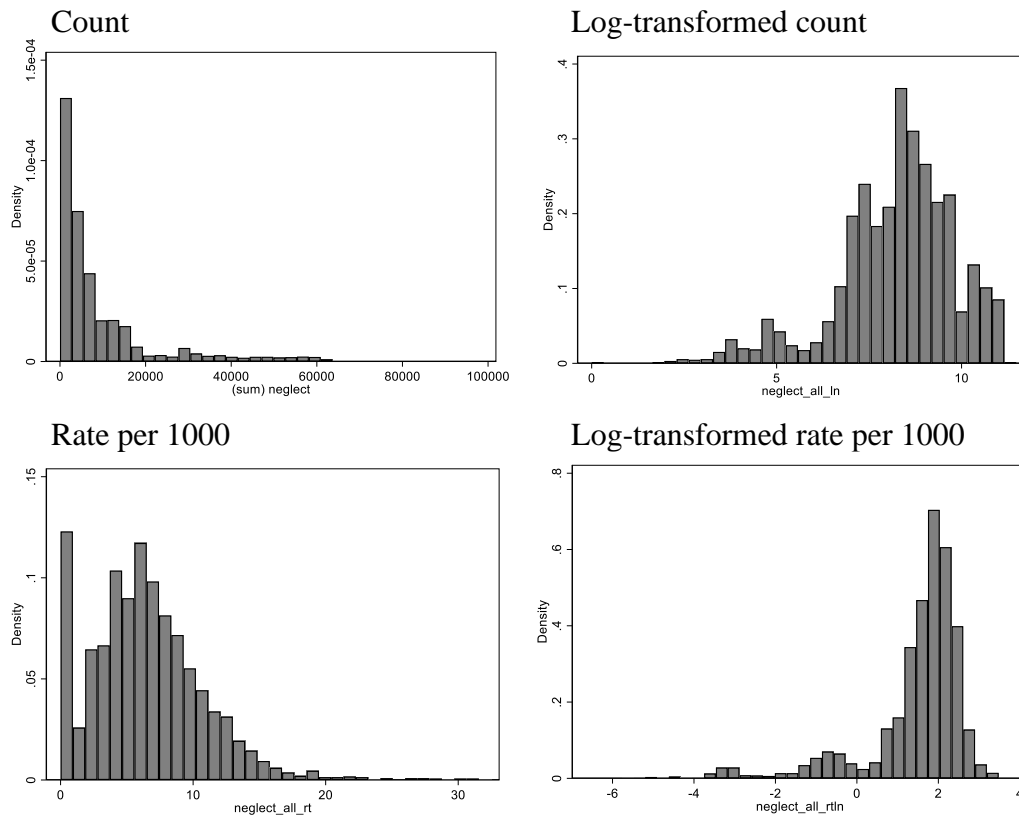 Count
1.5e-04
1.0e-04
5.0e-05
0
Density
0 20000 40000 60000 80000 100000
(sum) neglect
Log-transformed count
.4
.3
.2
.1
0
Density
0 5 10
neglect_all_ln
Rate per 1000
.15
.1
.05
0
Density
0 10 20 30
neglect_all_rt
Log-transformed rate per 1000
.8
.6
.4
.2
0
Density
-6 -4 -2 0 2 4
neglect_all_rtln